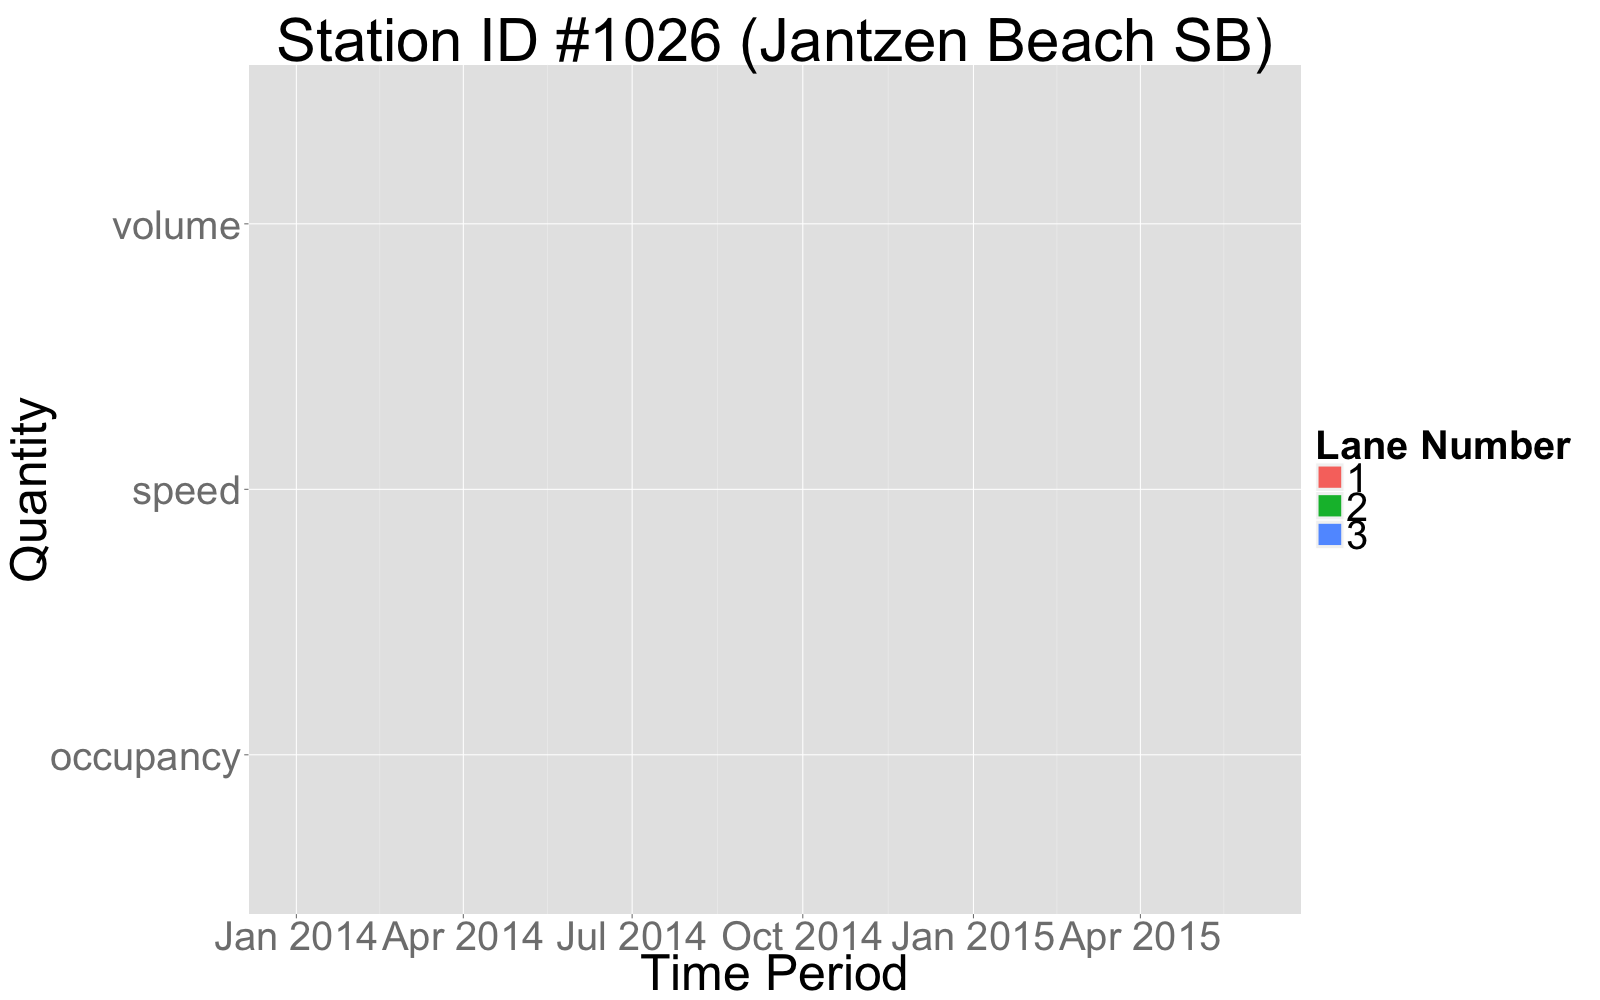 Station ID #1026 (Jantzen Beach SB)
Quantity
volume
speed
occupancy
Jan 2014 Apr 2014 Jul 2014 Oct 2014 Jan 2015 Apr 2015
Time Period
Lane Number
1
2
3